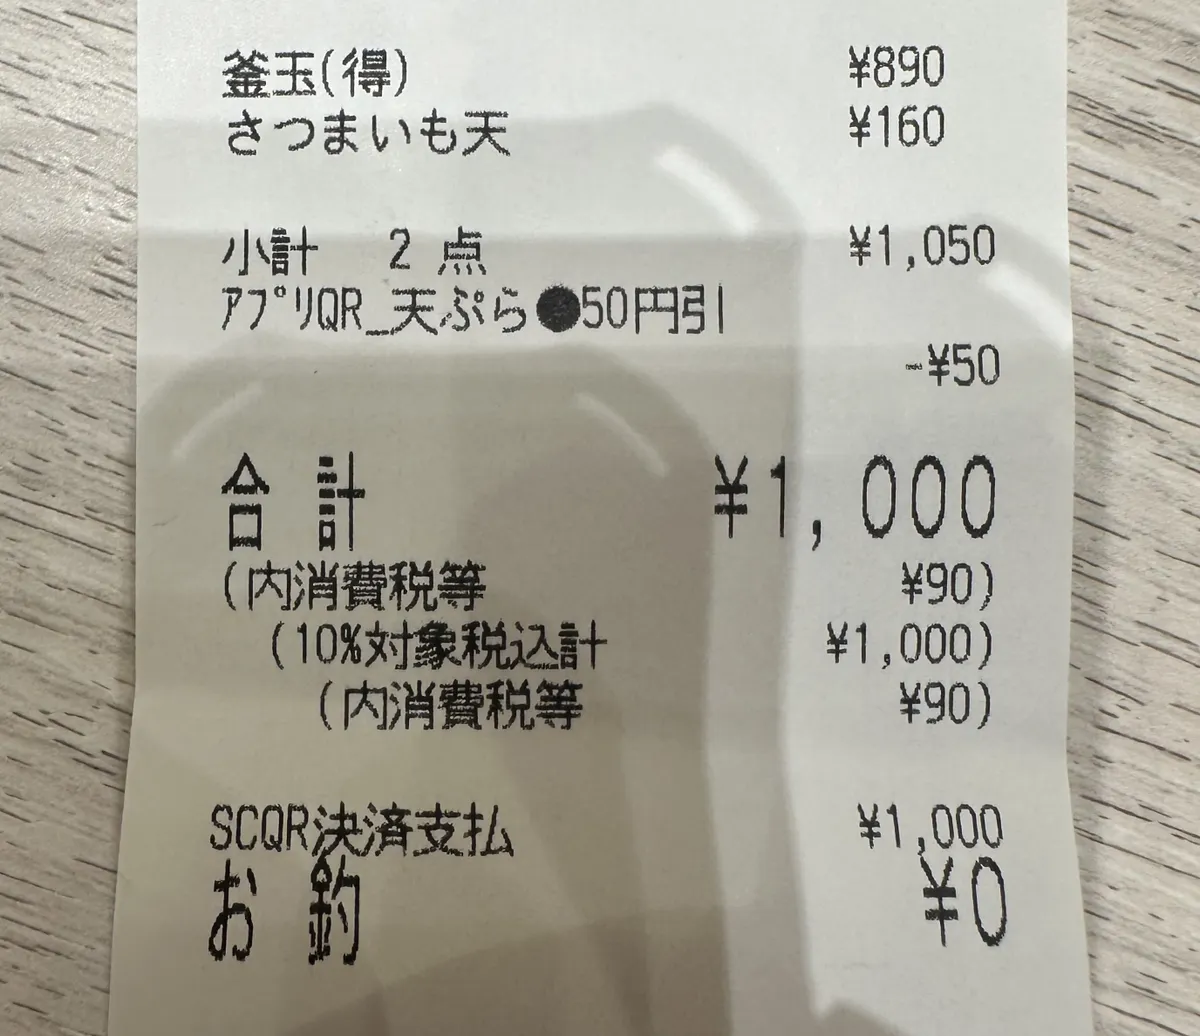 釜玉(得) ¥890
さつまいも天 ¥160
小計 2 点 ¥1,050
ｱﾌﾟﾘQR_天ぷら●50円引
-¥50
合 計 ¥1,000
(内消費税等 ¥90)
(10%対象税込計 ¥1,000)
(内消費税等 ¥90)
SCQR決済支払 ¥1,000
お 釣 ¥0